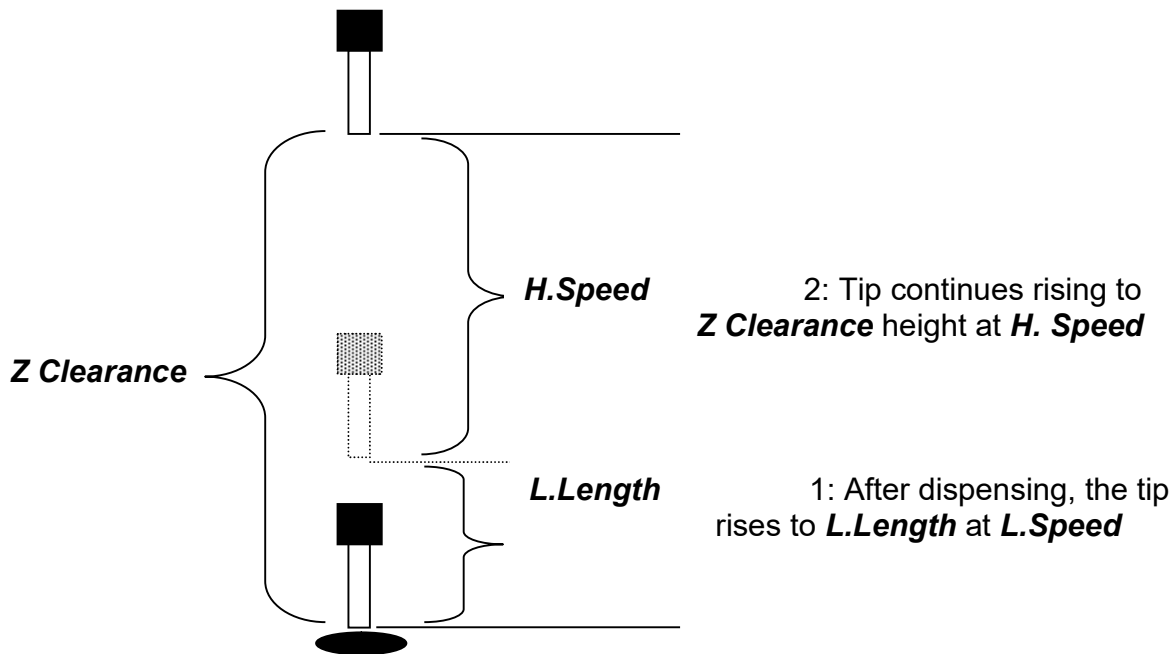 H.Speed
2: Tip continues rising to
Z Clearance height at H. Speed
Z Clearance
L.Length
1: After dispensing, the tip
rises to L.Length at L.Speed